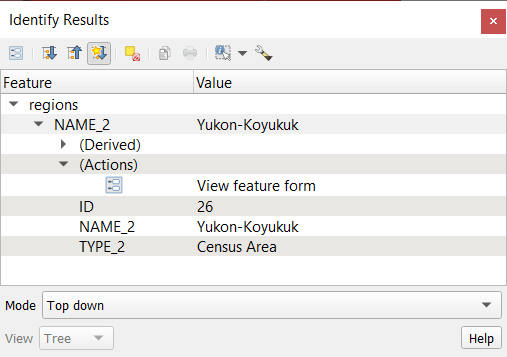 Identify Results
Feature Value
regions
NAME_2 Yukon-Koyukuk
(Derived)
(Actions)
View feature form
ID 26
NAME_2 Yukon-Koyukuk
TYPE_2 Census Area
Mode Top down
View Tree Help